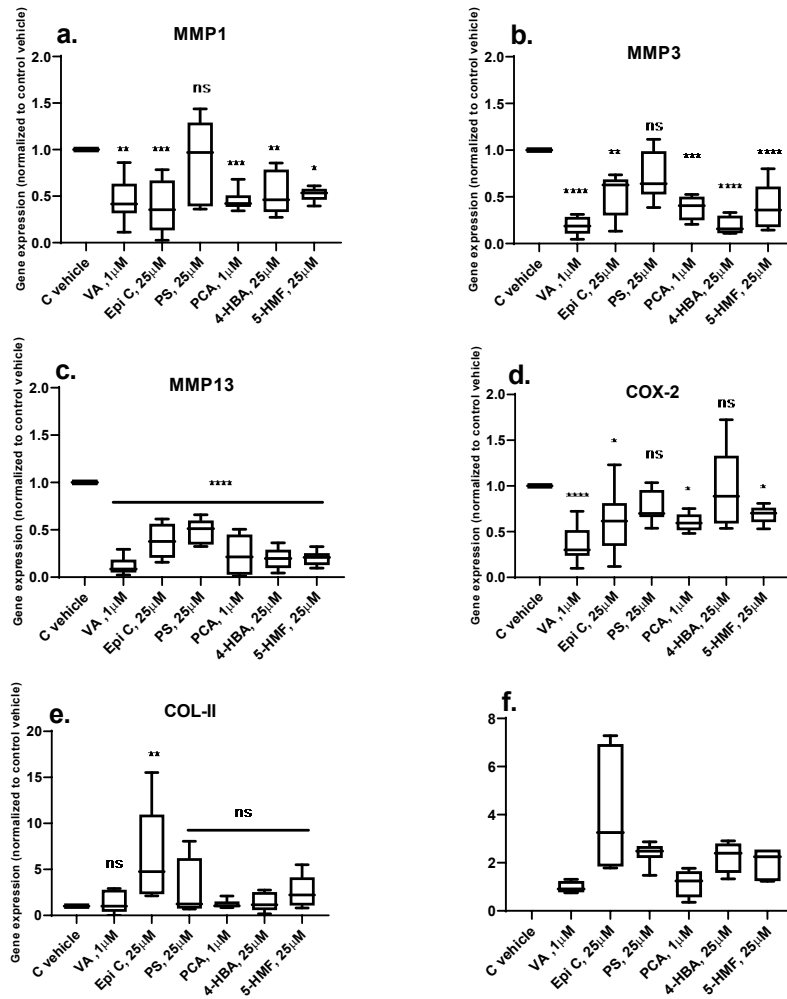 a.
MMP1
Gene expression (normalized to control vehicle)
2.0
1.5
1.0
0.5
0.0
ns
** *** *** ** *
C vehicle
VA ,1µM
Epi C, 25µM
PS, 25µM
PCA, 1µM
4-HBA, 25µM
5-HMF, 25µM
b.
MMP3
Gene expression (normalized to control vehicle)
2.0
1.5
1.0
0.5
0.0
**** ** ns *** **** ****
C vehicle
VA ,1µM
Epi C, 25µM
PS, 25µM
PCA, 1µM
4-HBA, 25µM
5-HMF, 25µM
c.
MMP13
Gene expression (normalized to control vehicle)
2.0
1.5
1.0
0.5
0.0
****
C vehicle
VA ,1µM
Epi C, 25µM
PS, 25µM
PCA, 1µM
4-HBA, 25µM
5-HMF, 25µM
d.
COX-2
Gene expression (normalized to control vehicle)
2.0
1.5
1.0
0.5
0.0
**** * ns * ns *
C vehicle
VA ,1µM
Epi C, 25µM
PS, 25µM
PCA, 1µM
4-HBA, 25µM
5-HMF, 25µM
e.
COL-II
Gene expression (normalized to control vehicle)
20
15
10
5
0
ns ** ns
C vehicle
VA ,1µM
Epi C, 25µM
PS, 25µM
PCA, 1µM
4-HBA, 25µM
5-HMF, 25µM
f.
8
6
4
2
0
C vehicle
VA ,1µM
Epi C, 25µM
PS, 25µM
PCA, 1µM
4-HBA, 25µM
5-HMF, 25µM